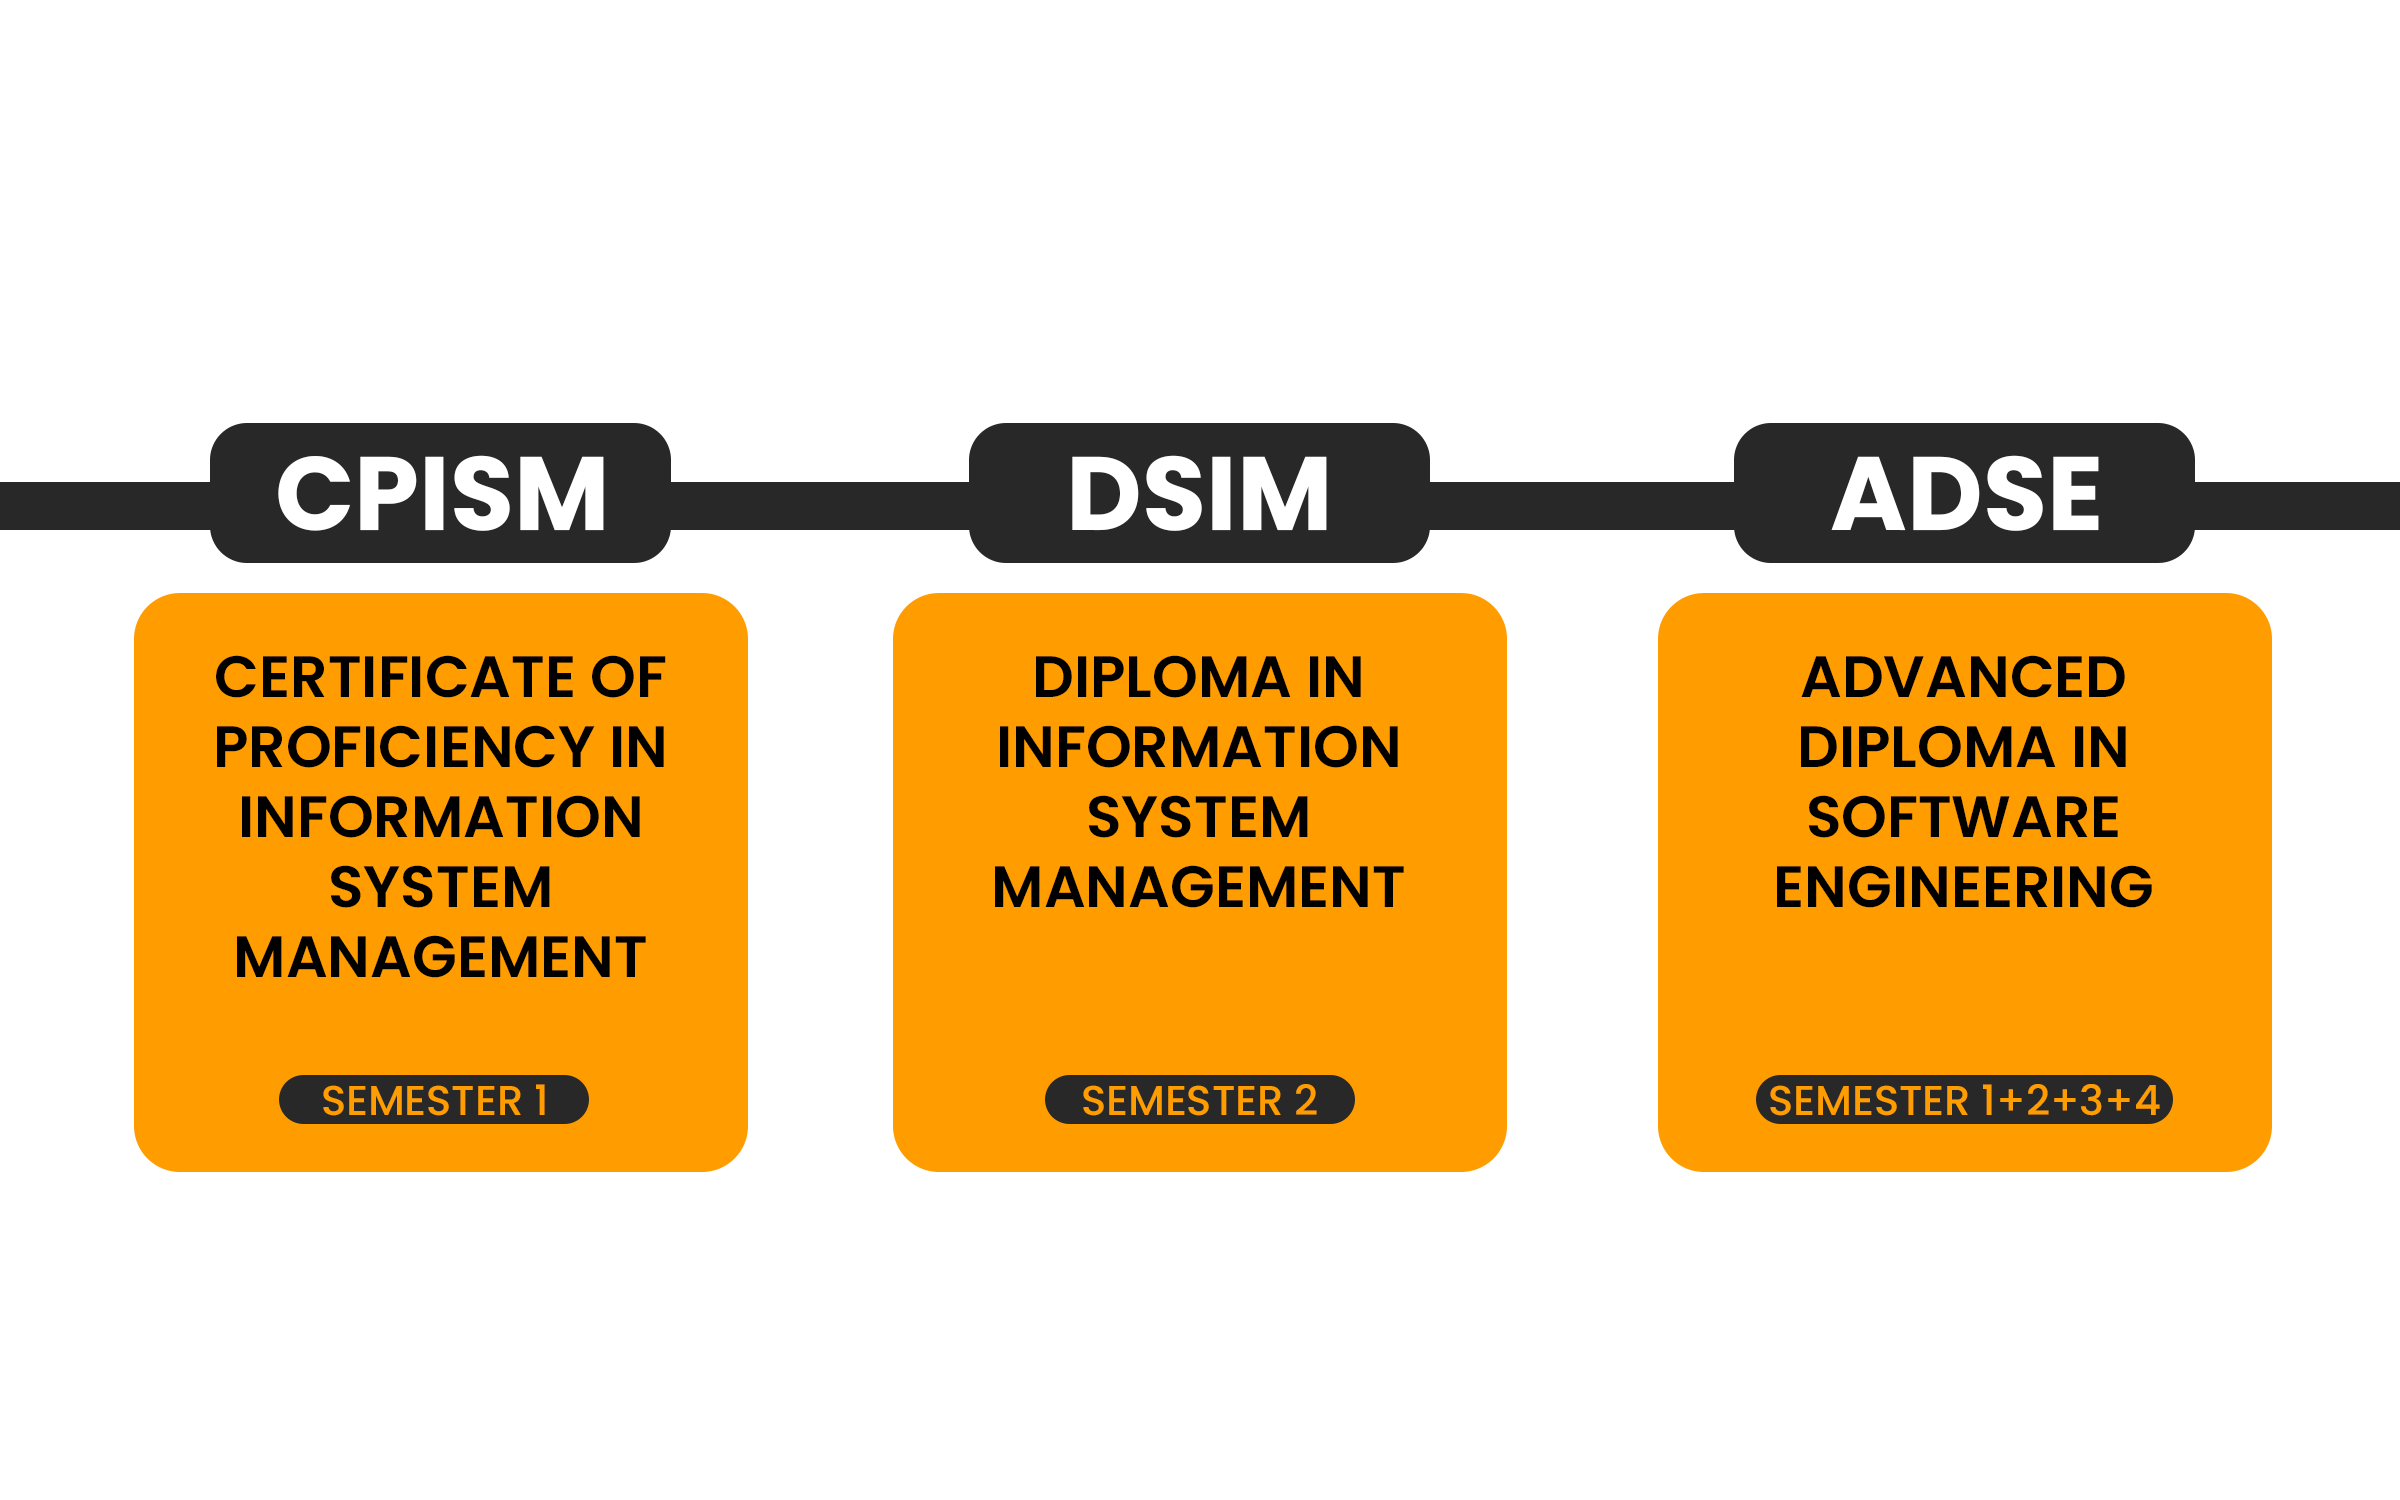 CPISM
CERTIFICATE OF
PROFICIENCY IN
INFORMATION
SYSTEM
MANAGEMENT
SEMESTER 1
DSIM
DIPLOMA IN
INFORMATION
SYSTEM
MANAGEMENT
SEMESTER 2
ADSE
ADVANCED
DIPLOMA IN
SOFTWARE
ENGINEERING
SEMESTER 1+2+3+4